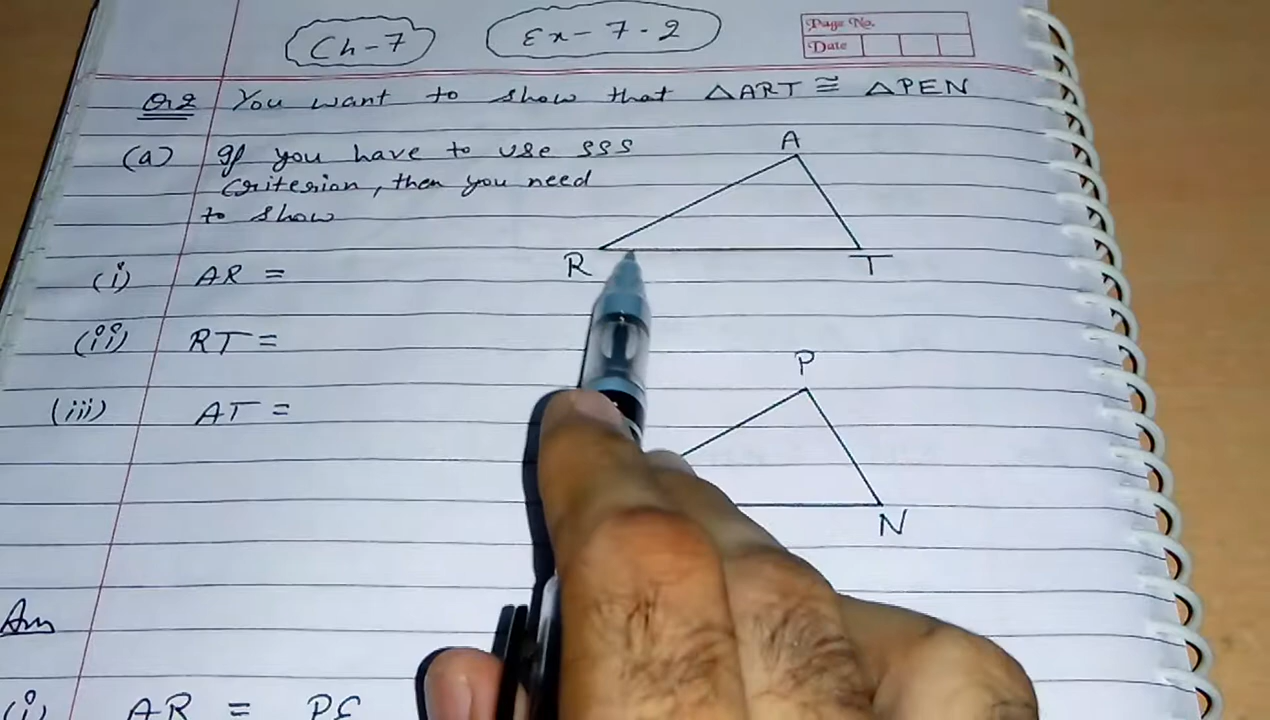 Ch-7
Ex-7.2
Page No.
Date
Q.2 You want to show that △ART ≅ △PEN
(a) If you have to use SSS
criterion, then you need
to show
(i) AR =
(ii) RT =
(iii) AT =
A
R
T
P
N
Ans
(i) AR = PE